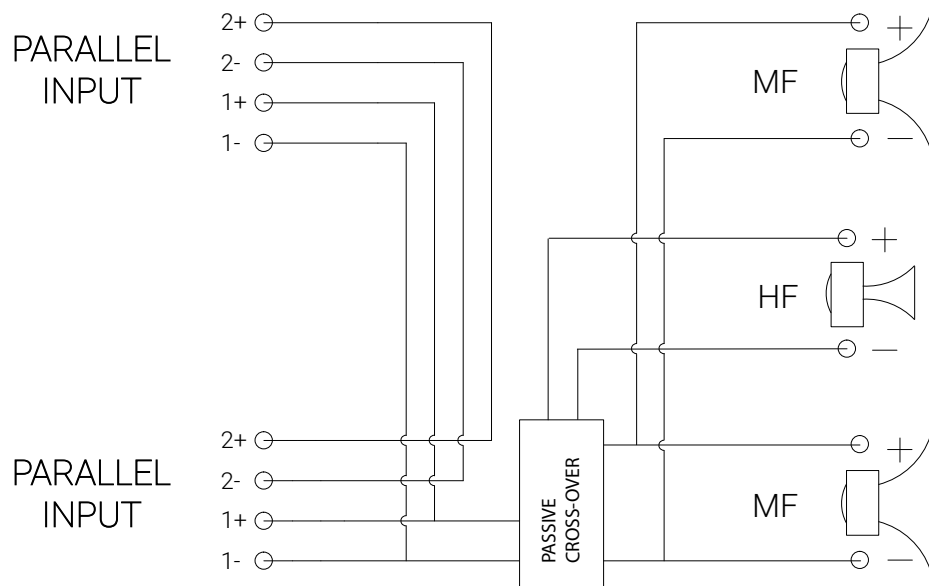 PARALLEL
INPUT
2+
2-
1+
1-
MF
+
—
HF
+
—
PARALLEL
INPUT
2+
2-
1+
1-
PASSIVE
CROSS-OVER
MF
+
—